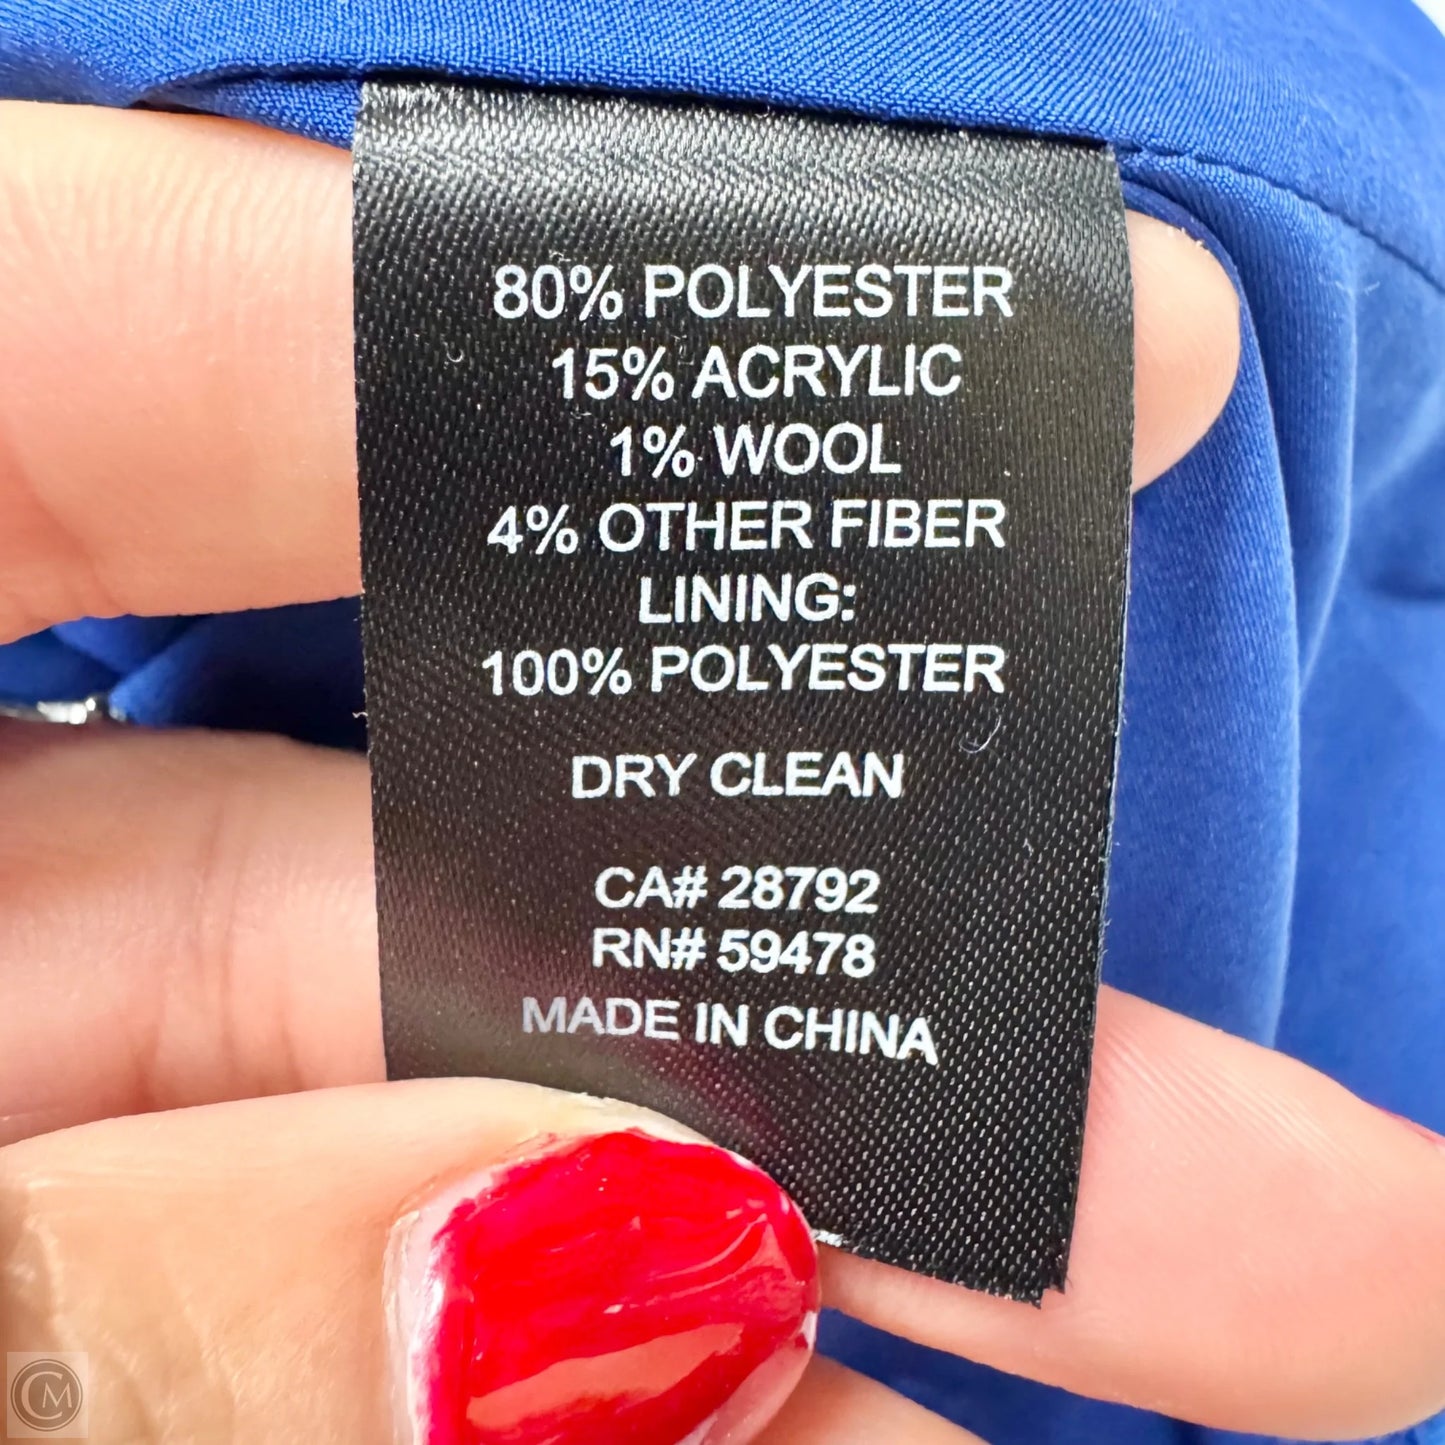 80% POLYESTER
15% ACRYLIC
1% WOOL
4% OTHER FIBER
LINING:
100% POLYESTER
DRY CLEAN
CA# 28792
RN# 59478
MADE IN CHINA
CM